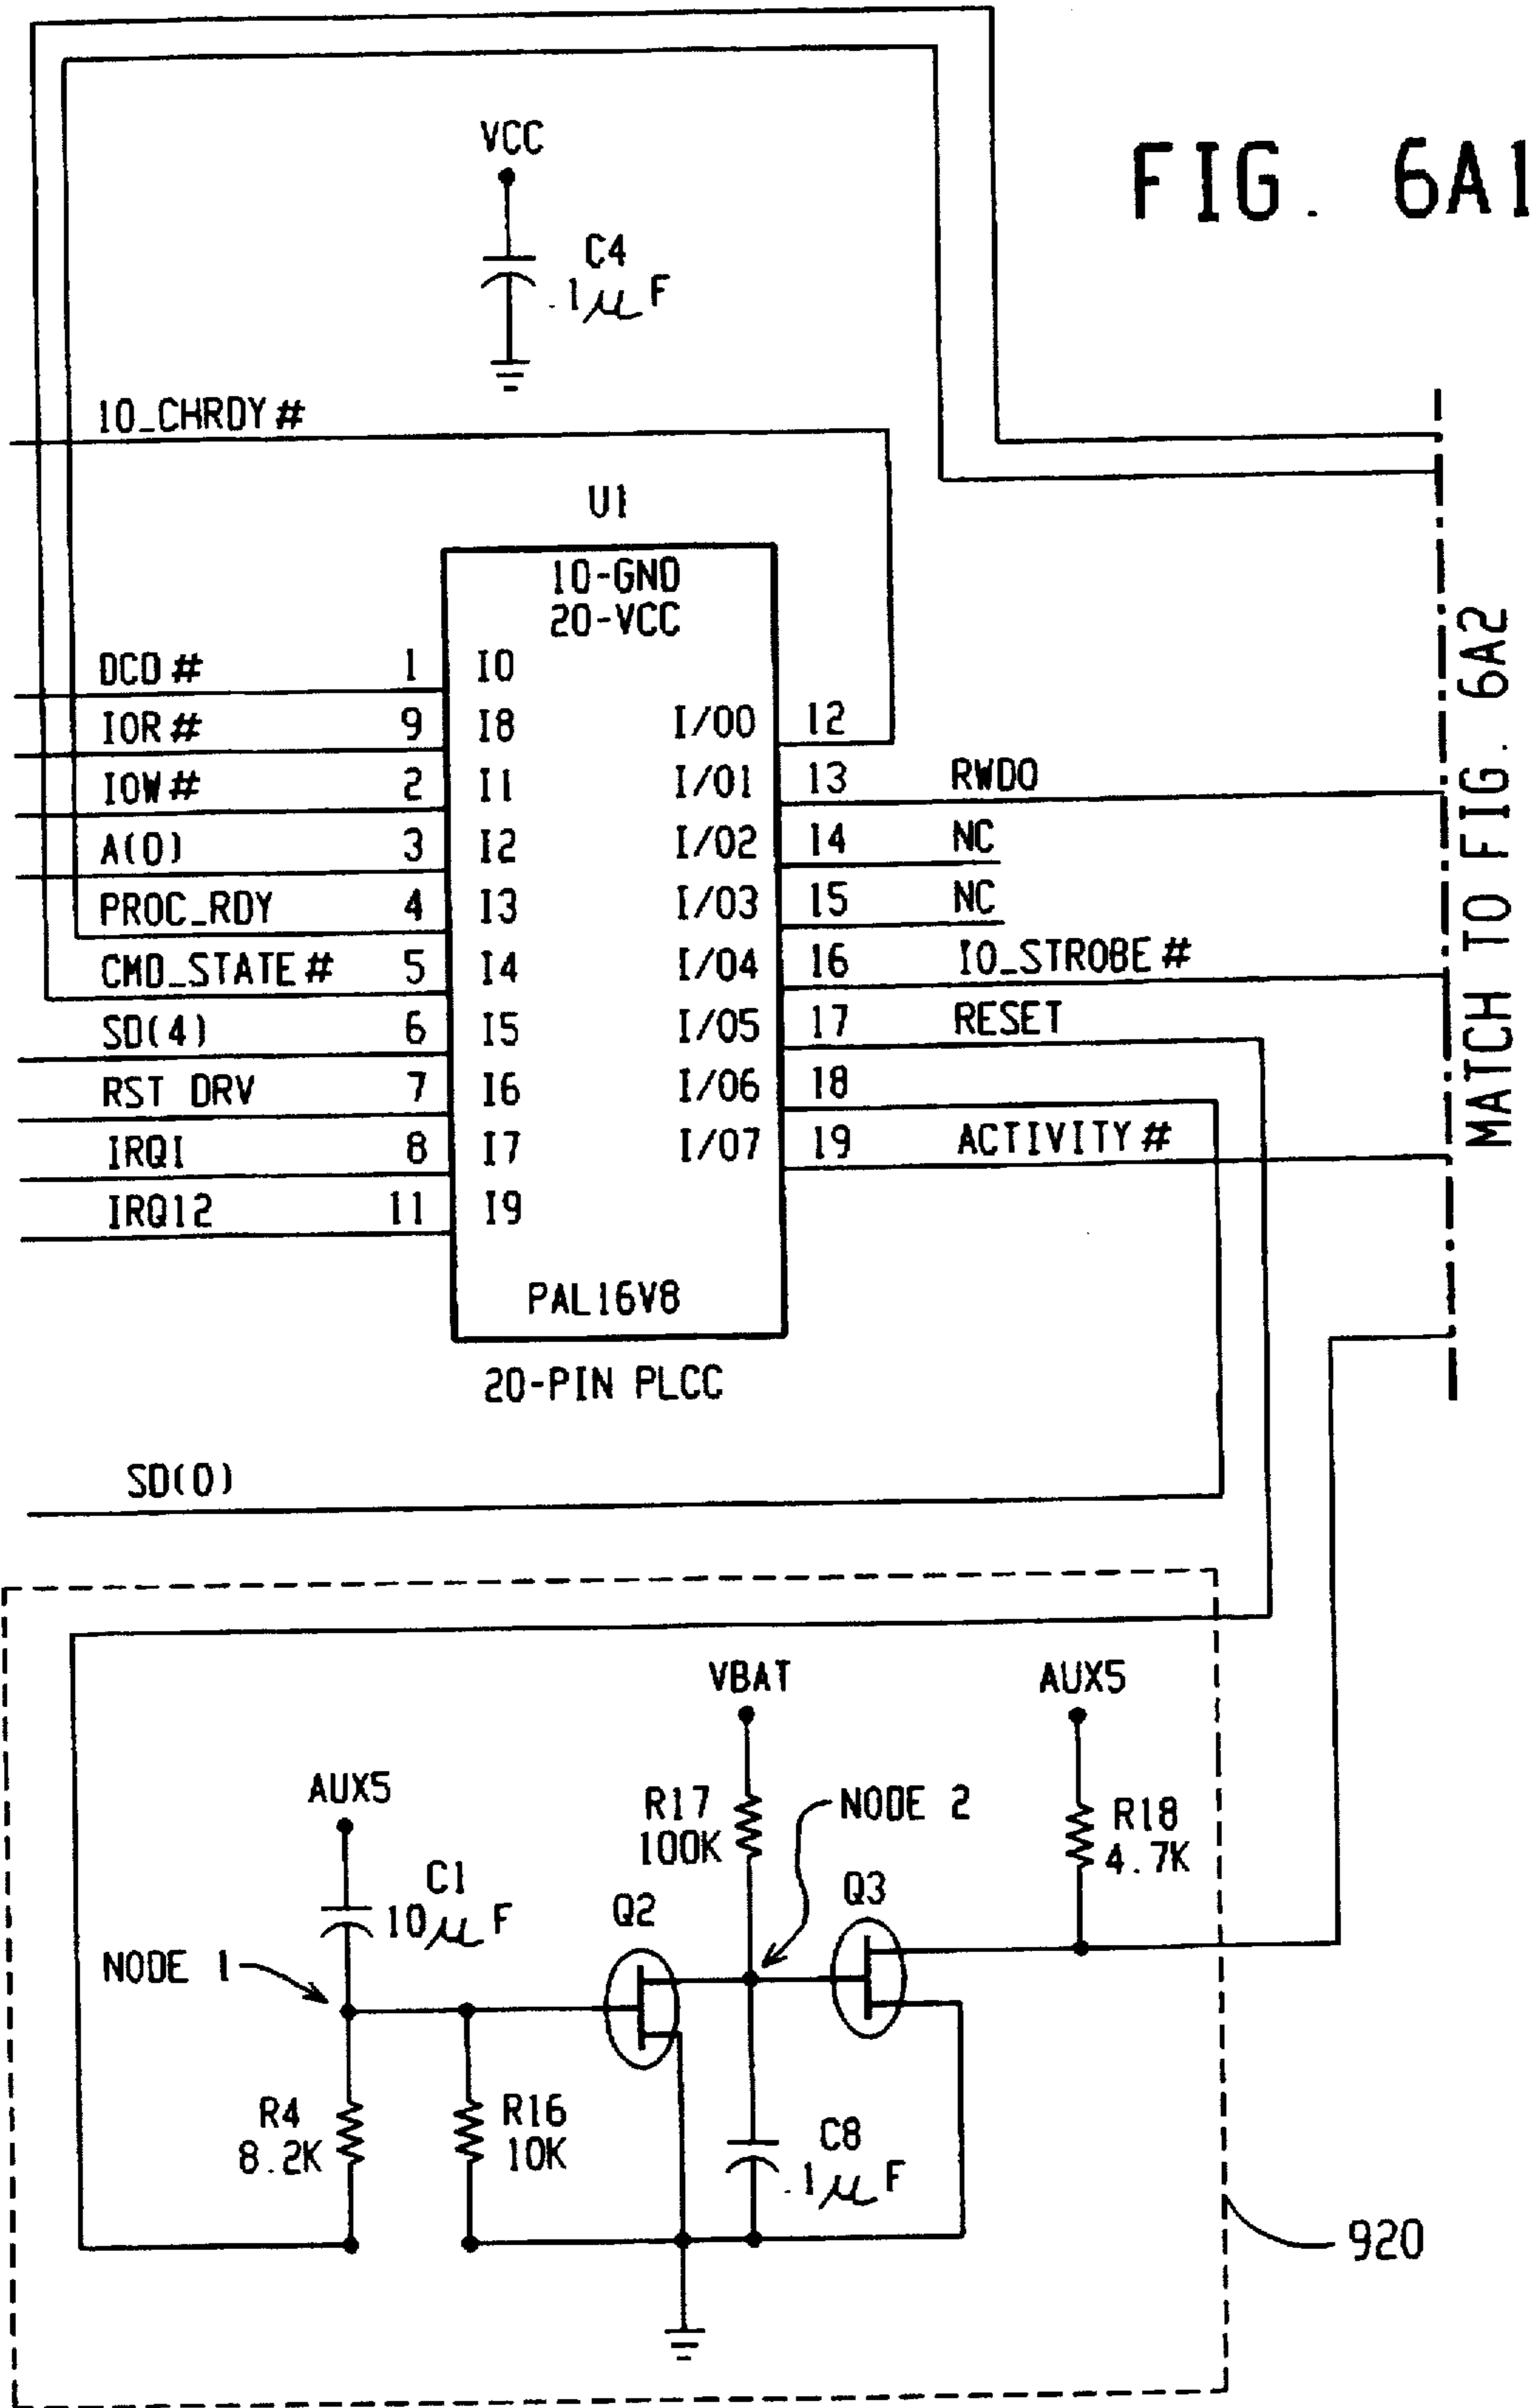 FIG. 6A1
VCC
C4
.1μF
IO_CHRDY#
U1
10-GND
20-VCC
DCD# 1 I0
IOR# 9 I8
IOW# 2 I1
A(0) 3 I2
PROC_RDY 4 I3
CMD_STATE# 5 I4
SD(4) 6 I5
RST DRV 7 I6
IRQ1 8 I7
IRQ12 11 I9
I/O0 12
I/O1 13 RWD0
I/O2 14 NC
I/O3 15 NC
I/O4 16 IO_STROBE#
I/O5 17 RESET
I/O6 18
I/O7 19 ACTIVITY#
PAL16V8
20-PIN PLCC
MATCH TO FIG. 6A2
SD(0)
VBAT
AUX5
AUX5
R17
100K
NODE 2
R18
4.7K
C1
10μF
Q2
Q3
NODE 1
R4
8.2K
R16
10K
C8
.1μF
920